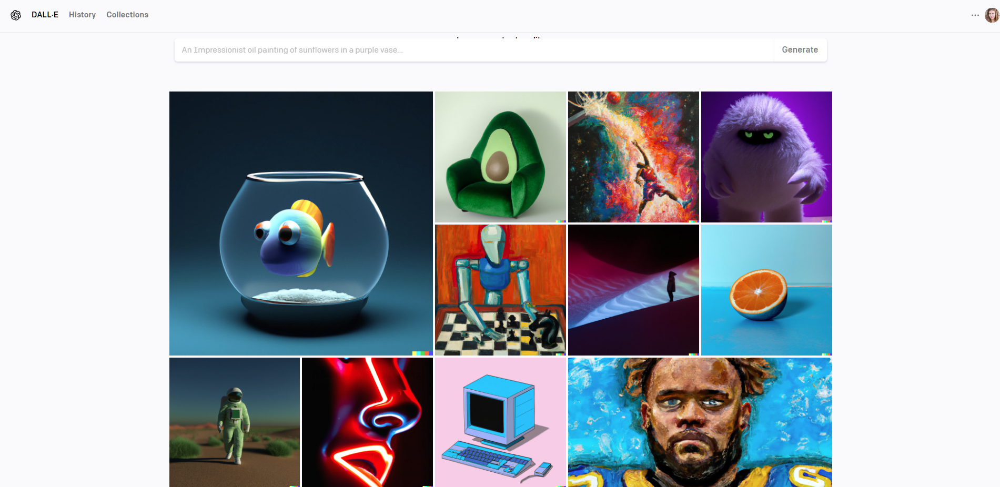 DALL·E History Collections
An Impressionist oil painting of sunflowers in a purple vase... Generate